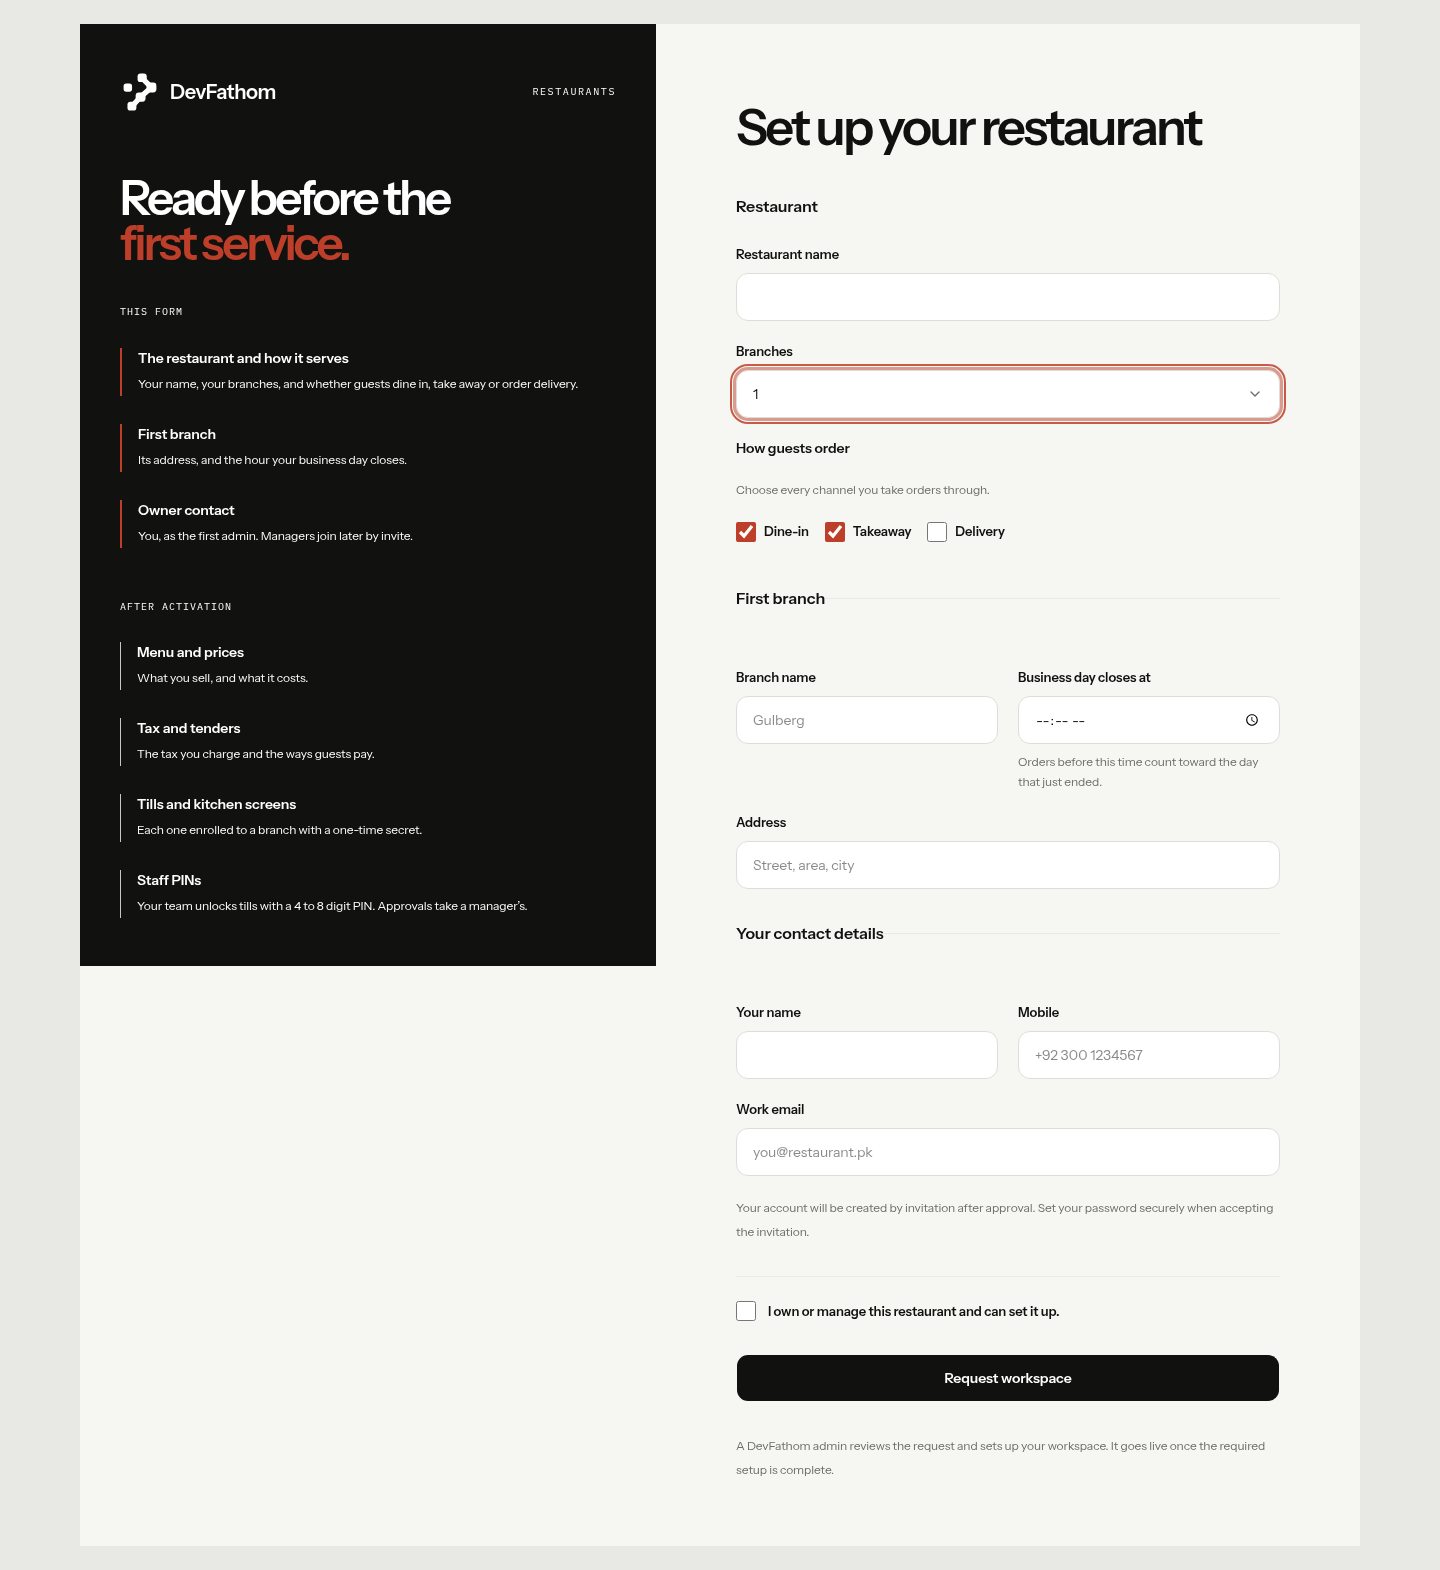 DevFathom
RESTAURANTS
Ready before the
first service.
THIS FORM
The restaurant and how it serves
Your name, your branches, and whether guests dine in, take away or order delivery.
First branch
Its address, and the hour your business day closes.
Owner contact
You, as the first admin. Managers join later by invite.
AFTER ACTIVATION
Menu and prices
What you sell, and what it costs.
Tax and tenders
The tax you charge and the ways guests pay.
Tills and kitchen screens
Each one enrolled to a branch with a one-time secret.
Staff PINs
Your team unlocks tills with a 4 to 8 digit PIN. Approvals take a manager's.
Set up your restaurant
Restaurant
Restaurant name
Branches
1
How guests order
Choose every channel you take orders through.
Dine-in Takeaway Delivery
First branch
Branch name Business day closes at
Gulberg --:-- --
Orders before this time count toward the day
that just ended.
Address
Street, area, city
Your contact details
Your name Mobile
+92 300 1234567
Work email
you@restaurant.pk
Your account will be created by invitation after approval. Set your password securely when accepting
the invitation.
I own or manage this restaurant and can set it up.
Request workspace
A DevFathom admin reviews the request and sets up your workspace. It goes live once the required
setup is complete.